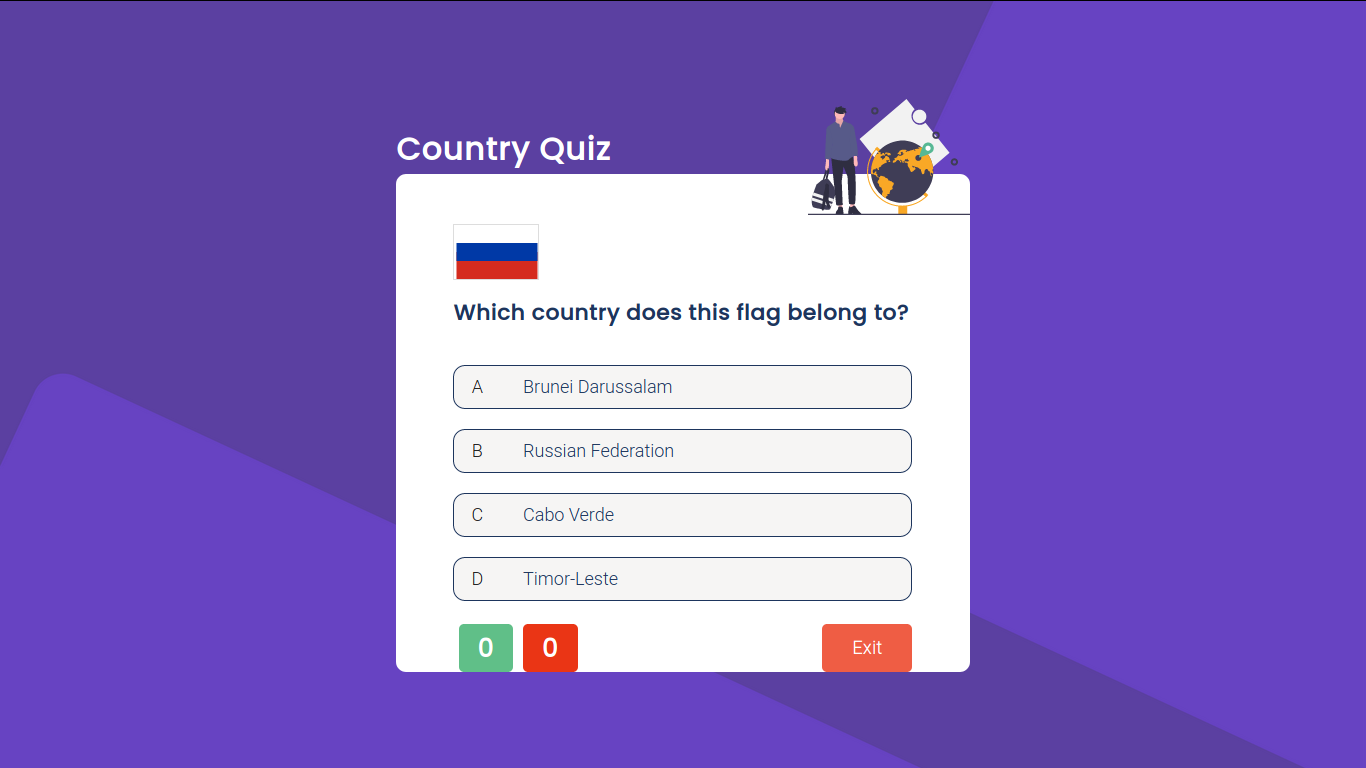 Country Quiz
Which country does this flag belong to?
A Brunei Darussalam
B Russian Federation
C Cabo Verde
D Timor-Leste
0 0 Exit